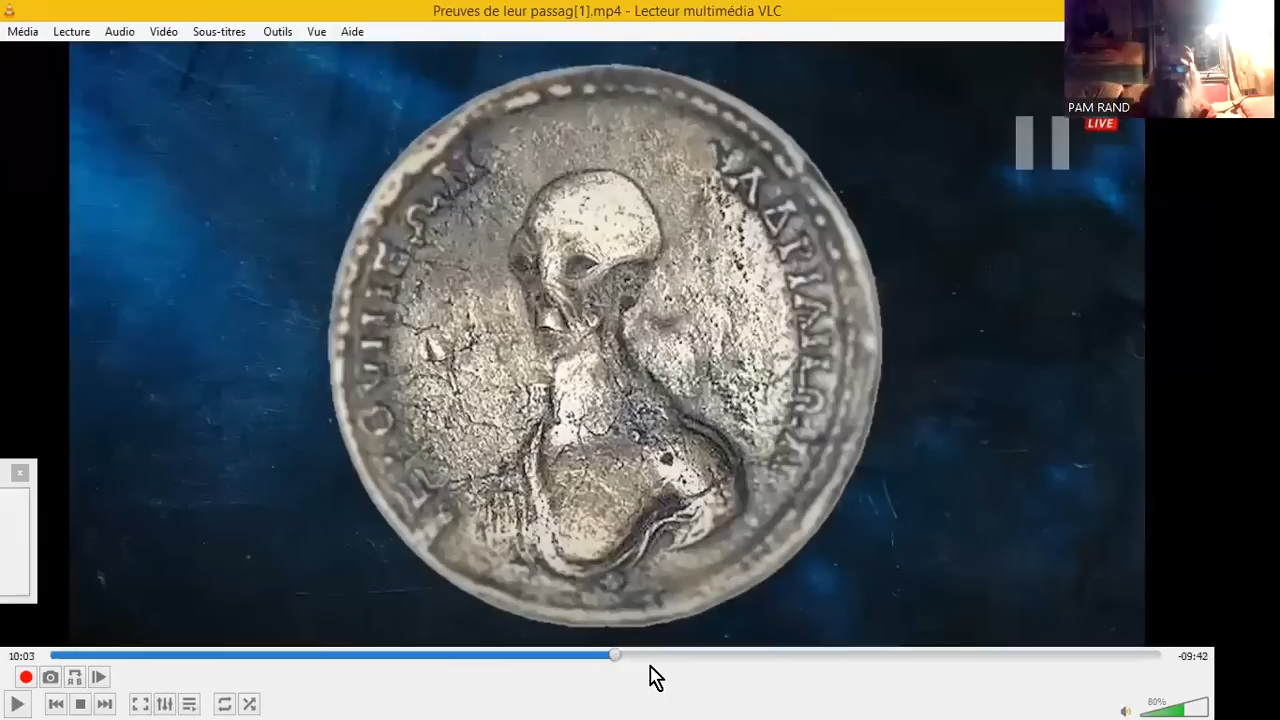 Preuves de leur passag[1].mp4 - Lecteur multimédia VLC
Média Lecture Audio Vidéo Sous-titres Outils Vue Aide
PAM RAND
LIVE
10:03
-09:42
80%